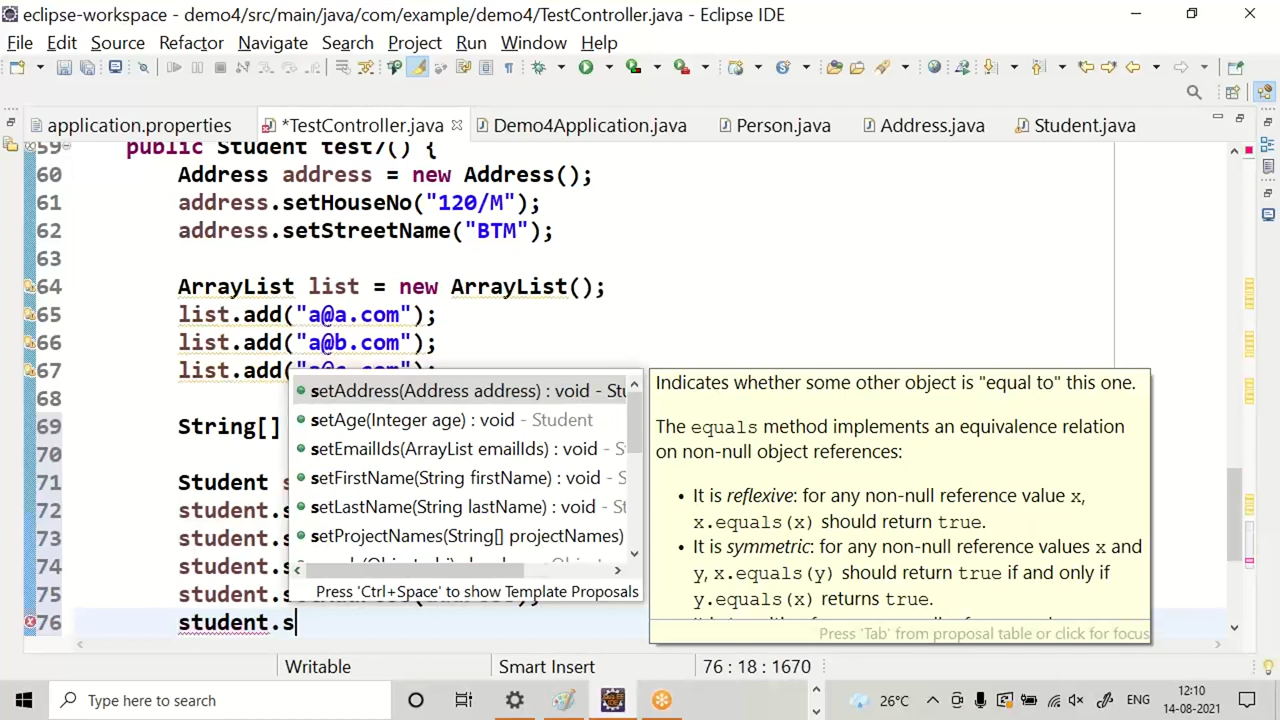 eclipse-workspace - demo4/src/main/java/com/example/demo4/TestController.java - Eclipse IDE
File Edit Source Refactor Navigate Search Project Run Window Help
application.properties *TestController.java Demo4Application.java Person.java Address.java Student.java
59 public Student test7() {
60 Address address = new Address();
61 address.setHouseNo("120/M");
62 address.setStreetName("BTM");
63
64 ArrayList list = new ArrayList();
65 list.add("a@a.com");
66 list.add("a@b.com");
67 list.add("a@c.com");
68
69 String[]
70
71 Student s
72 student.s
73 student.s
74 student.s
75 student.s
76 student.s
setAddress(Address address) : void - Stu
setAge(Integer age) : void - Student
setEmailIds(ArrayList emailIds) : void - S
setFirstName(String firstName) : void - S
setLastName(String lastName) : void - S
setProjectNames(String[] projectNames)
Press 'Ctrl+Space' to show Template Proposals
Indicates whether some other object is "equal to" this one.
The equals method implements an equivalence relation
on non-null object references:
• It is reflexive: for any non-null reference value x,
x.equals(x) should return true.
• It is symmetric: for any non-null reference values x and
y, x.equals(y) should return true if and only if
y.equals(x) returns true.
Press 'Tab' from proposal table or click for focus
Writable Smart Insert 76 : 18 : 1670
Type here to search 26°C ENG 12:10
14-08-2021